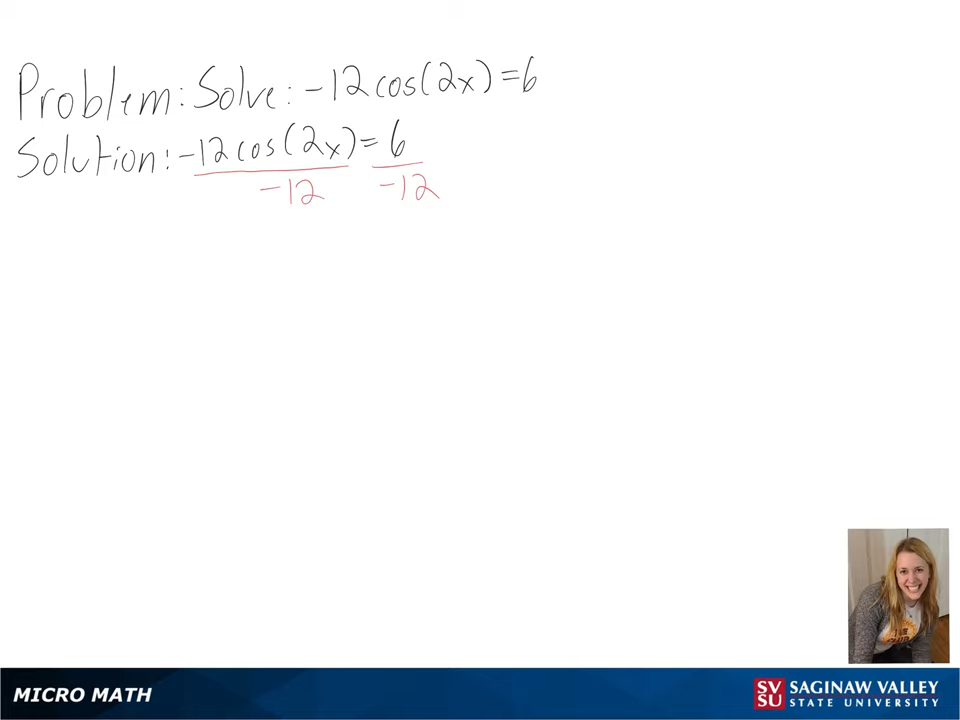 Problem: Solve: -12cos(2x)=6
Solution: -12cos(2x)=6
-12 -12
MICRO MATH
SV SU SAGINAW VALLEY STATE UNIVERSITY